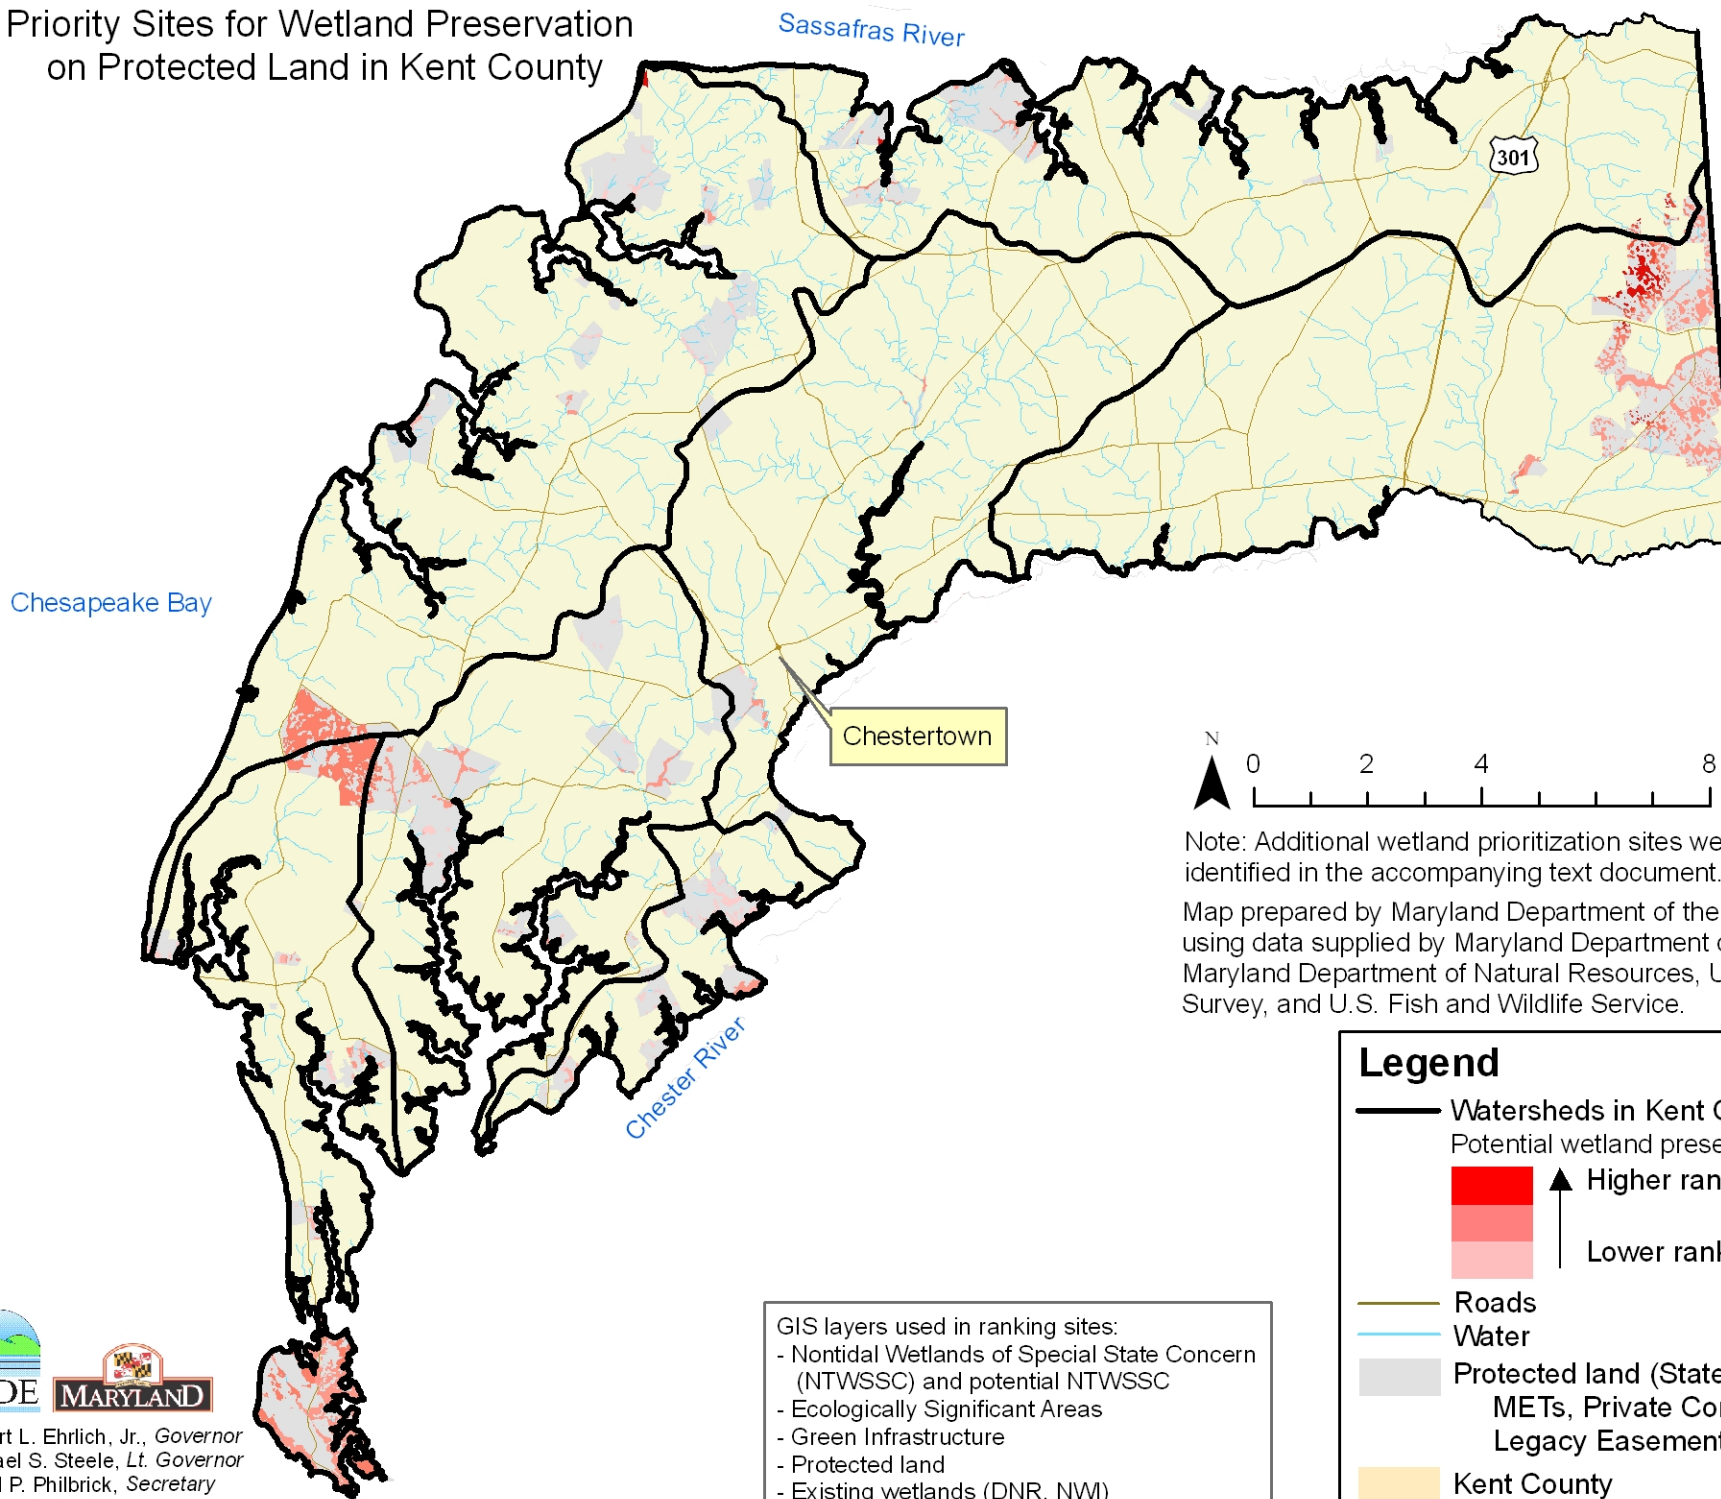 Priority Sites for Wetland Preservation
on Protected Land in Kent County
Sassafras River
301
Chesapeake Bay
Chestertown
N
0 2 4 8
Note: Additional wetland prioritization sites we
identified in the accompanying text document.
Map prepared by Maryland Department of the
using data supplied by Maryland Department
Maryland Department of Natural Resources, U
Survey, and U.S. Fish and Wildlife Service.
Chester River
Legend
Watersheds in Kent C
Potential wetland prese
Higher ran
Lower rank
Roads
Water
Protected land (State
METs, Private Co
Legacy Easement
Kent County
GIS layers used in ranking sites:
- Nontidal Wetlands of Special State Concern
(NTWSSC) and potential NTWSSC
- Ecologically Significant Areas
- Green Infrastructure
- Protected land
- Existing wetlands (DNR, NWI)
DE
MARYLAND
rt L. Ehrlich, Jr., Governor
ael S. Steele, Lt. Governor
P. Philbrick, Secretary